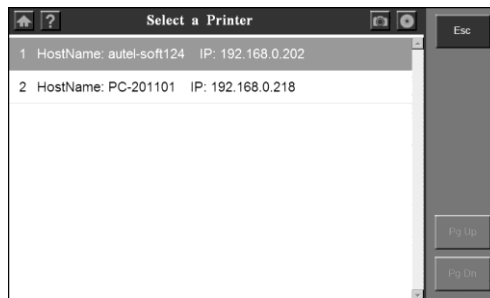 ? Select a Printer
Esc
1 HostName: autel-soft124 IP: 192.168.0.202
2 HostName: PC-201101 IP: 192.168.0.218
Pg Up
Pg Dn